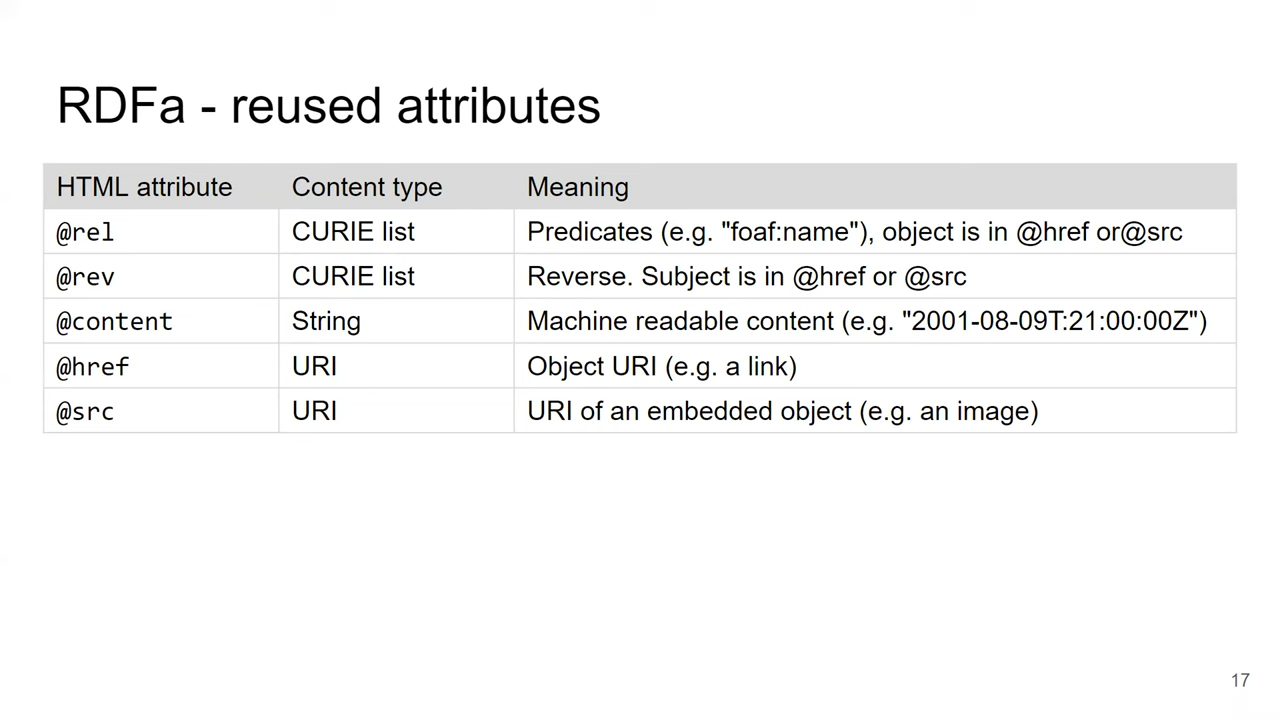 RDFa - reused attributes
HTML attribute Content type Meaning
@rel CURIE list Predicates (e.g. "foaf:name"), object is in @href or@src
@rev CURIE list Reverse. Subject is in @href or @src
@content String Machine readable content (e.g. "2001-08-09T:21:00:00Z")
@href URI Object URI (e.g. a link)
@src URI URI of an embedded object (e.g. an image)
17